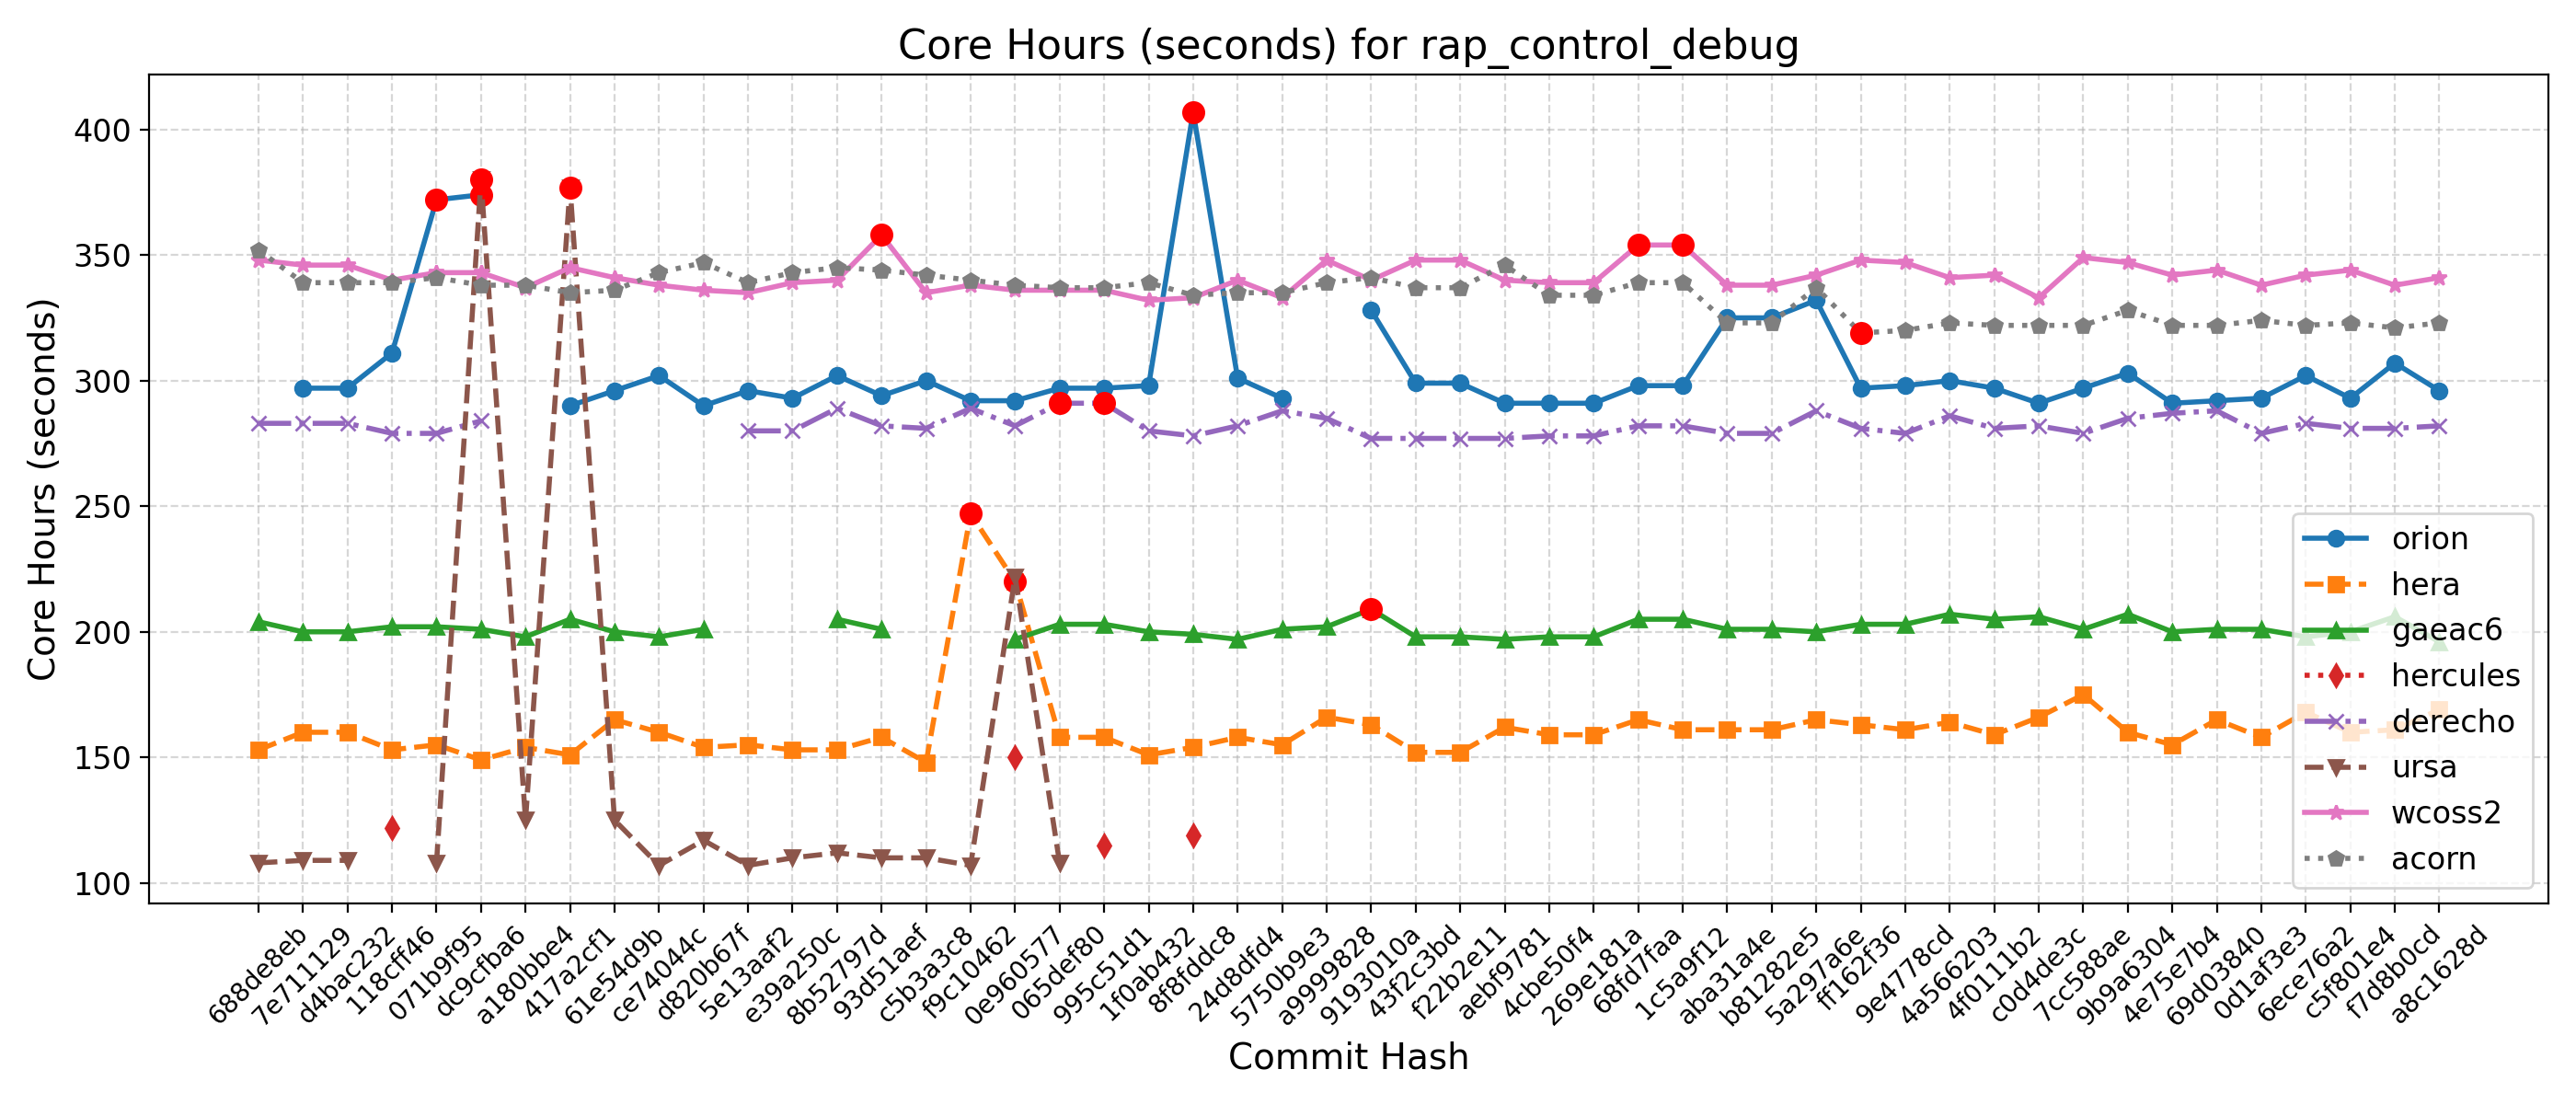 Core Hours (seconds) for rap_control_debug
Core Hours (seconds)
400
350
300
250
200
150
100
orion
hera
gaeac6
hercules
derecho
ursa
wcoss2
acorn
688de8eb
7e711129
d4bac232
118cff46
071b9f95
dc9cfba6
a180bbe4
417a2cf1
61e54d9b
ce74044c
d820b67f
5e13aaf2
e39a250c
8b52797d
93d51aef
c5b3a3c8
f9c10462
0e960577
065def80
995c51d1
1f0ab432
8f8fddc8
24d8dfd4
5750b9e3
a9999828
9193010a
43f2c3bd
f22b2e11
aebf9781
4cbe50f4
269e181a
68fd7faa
1c5a9f12
aba31a4e
b81282e5
5a297a6e
ff162f36
9e4778cd
4a566203
4f0111b2
c0d4de3c
7cc588ae
9b9a6304
4e75e7b4
69d03840
0d1af3e3
6ece76a2
c5f801e4
f7d8b0cd
a8c1628d
Commit Hash